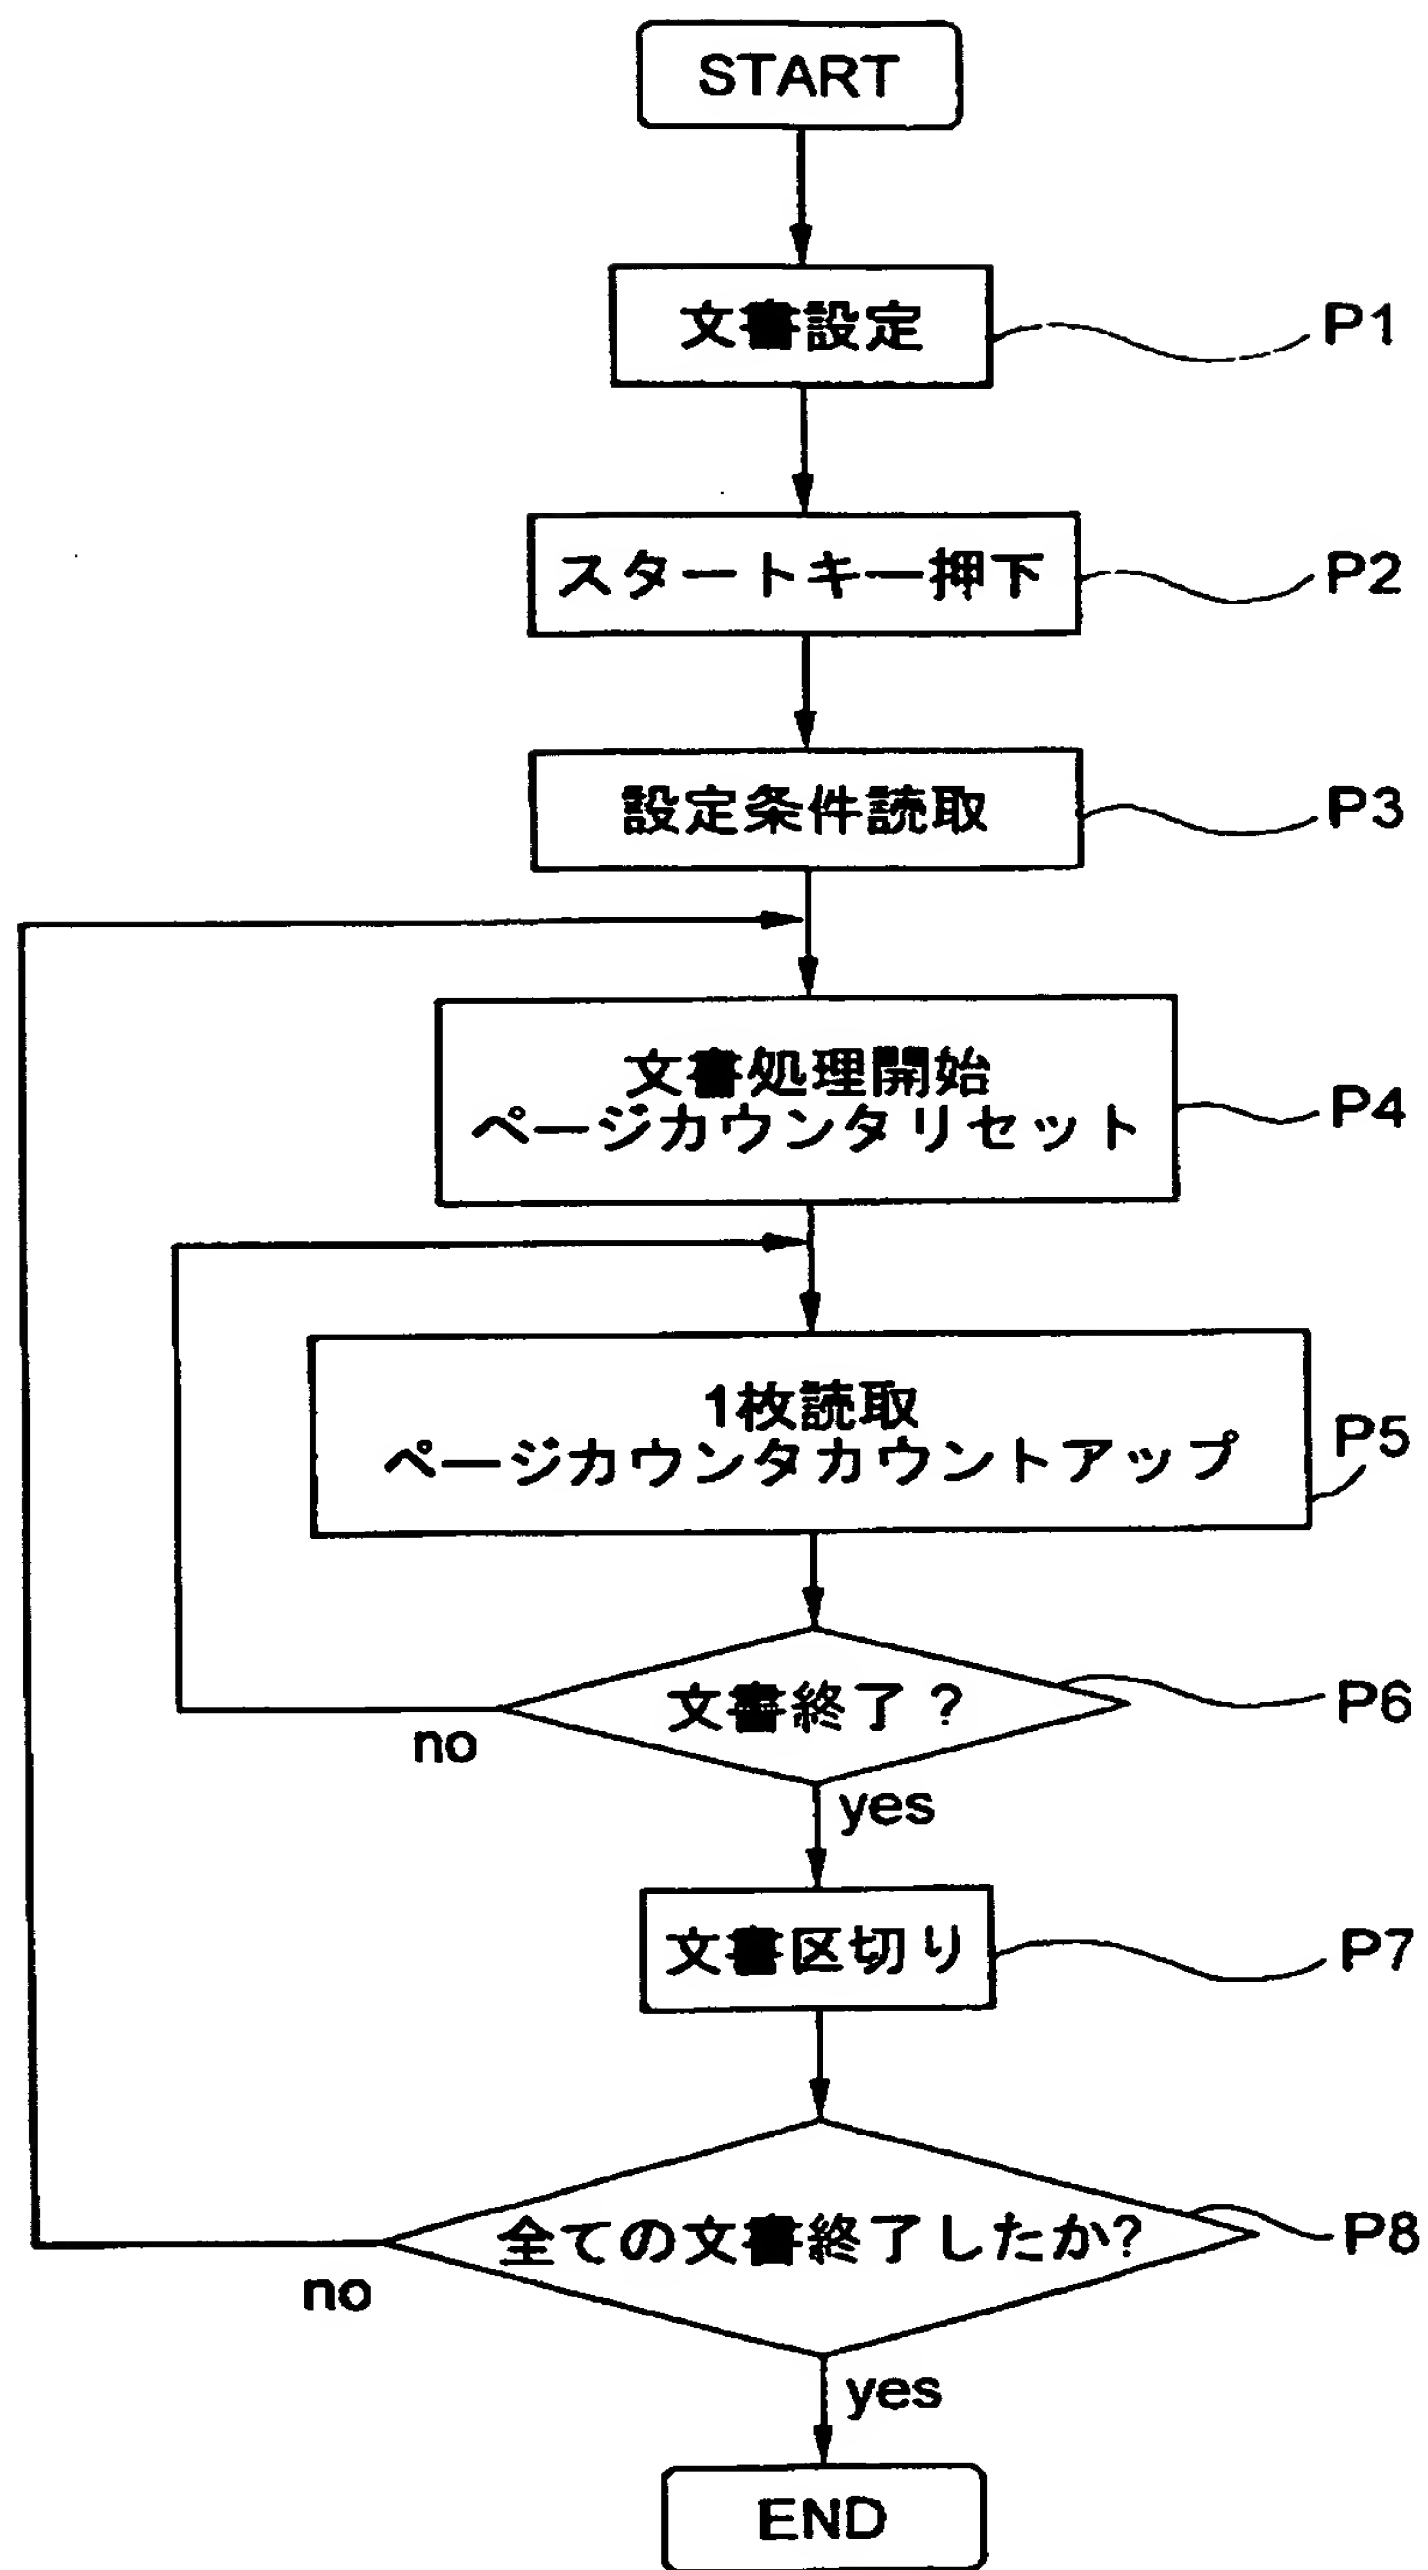 START
文書設定
P1
スタートキー押下
P2
設定条件読取
P3
文書処理開始
ページカウンタリセット
P4
1枚読取
ページカウンタカウントアップ
P5
文書終了？
P6
no
yes
文書区切り
P7
全ての文書終了したか?
P8
no
yes
END